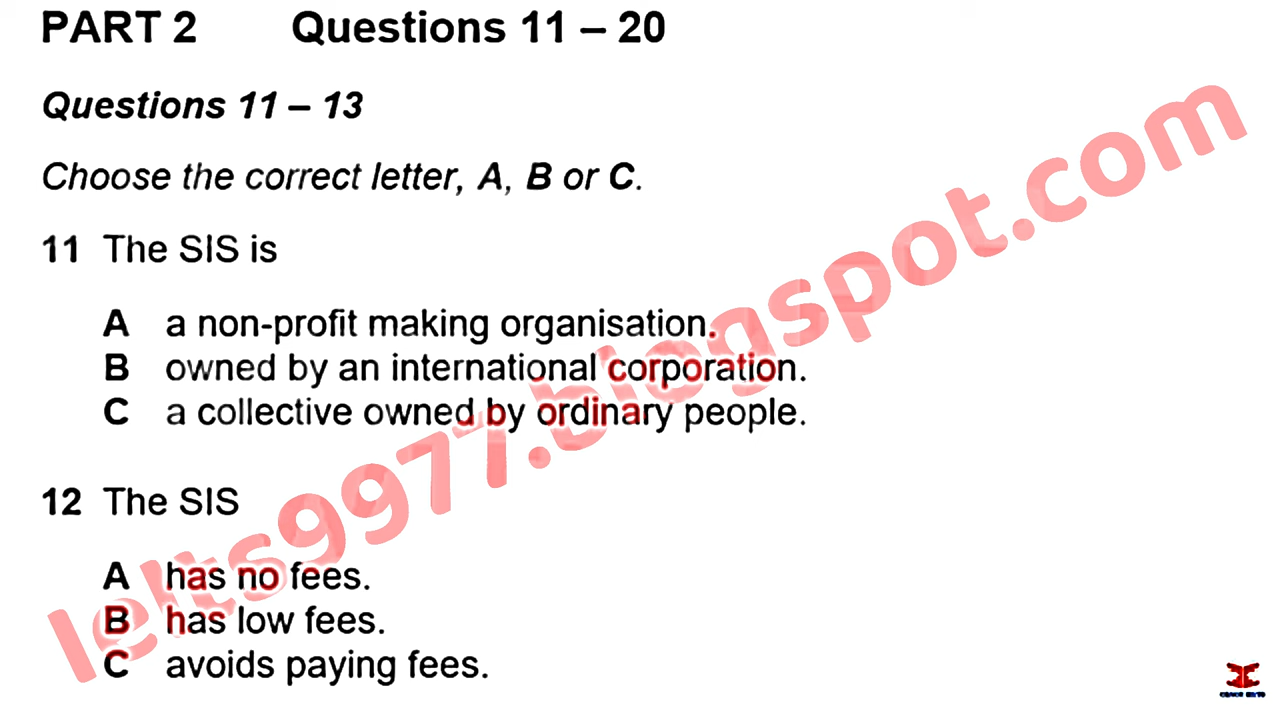 PART 2 Questions 11 – 20
Questions 11 – 13
Choose the correct letter, A, B or C.
11 The SIS is
A a non-profit making organisation.
B owned by an international corporation.
C a collective owned by ordinary people.
12 The SIS
A has no fees.
B has low fees.
C avoids paying fees.
Ielts9977.blogspot.com